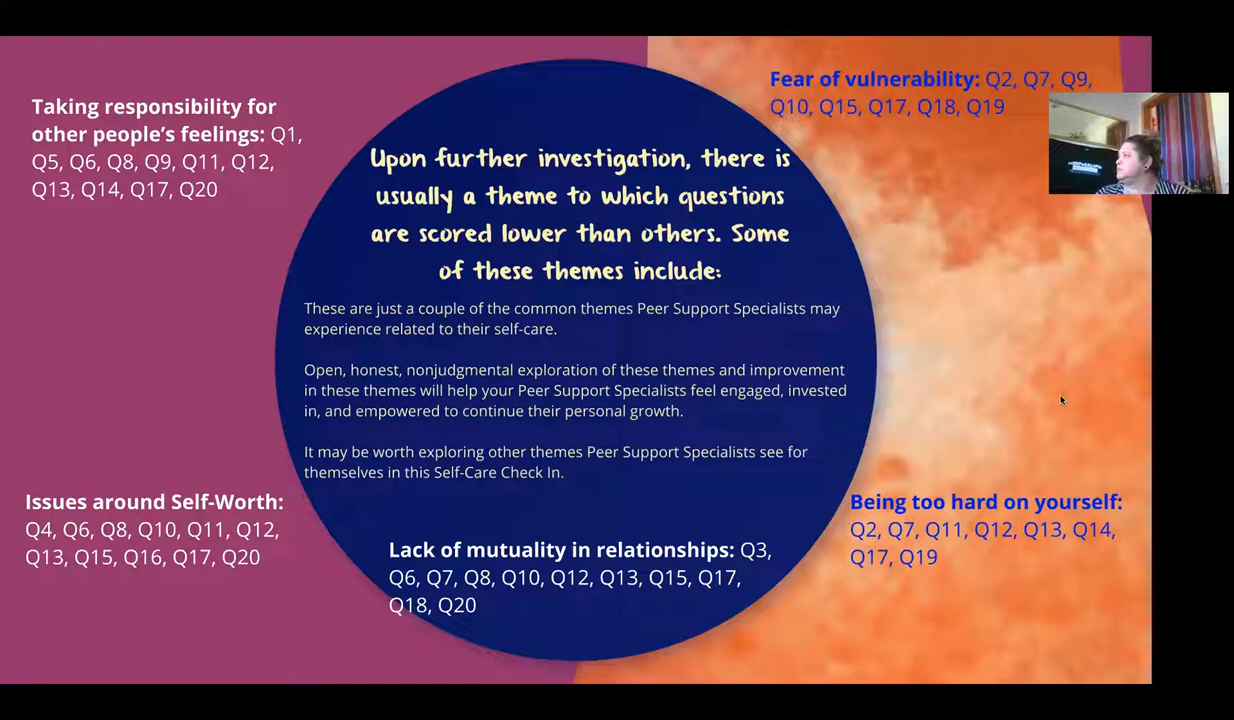 Taking responsibility for
other people's feelings: Q1,
Q5, Q6, Q8, Q9, Q11, Q12,
Q13, Q14, Q17, Q20
Fear of vulnerability: Q2, Q7, Q9,
Q10, Q15, Q17, Q18, Q19
Upon further investigation, there is
usually a theme to which questions
are scored lower than others. Some
of these themes include:
These are just a couple of the common themes Peer Support Specialists may
experience related to their self-care.
Open, honest, nonjudgmental exploration of these themes and improvement
in these themes will help your Peer Support Specialists feel engaged, invested
in, and empowered to continue their personal growth.
It may be worth exploring other themes Peer Support Specialists see for
themselves in this Self-Care Check In.
Issues around Self-Worth:
Q4, Q6, Q8, Q10, Q11, Q12,
Q13, Q15, Q16, Q17, Q20
Lack of mutuality in relationships: Q3,
Q6, Q7, Q8, Q10, Q12, Q13, Q15, Q17,
Q18, Q20
Being too hard on yourself:
Q2, Q7, Q11, Q12, Q13, Q14,
Q17, Q19